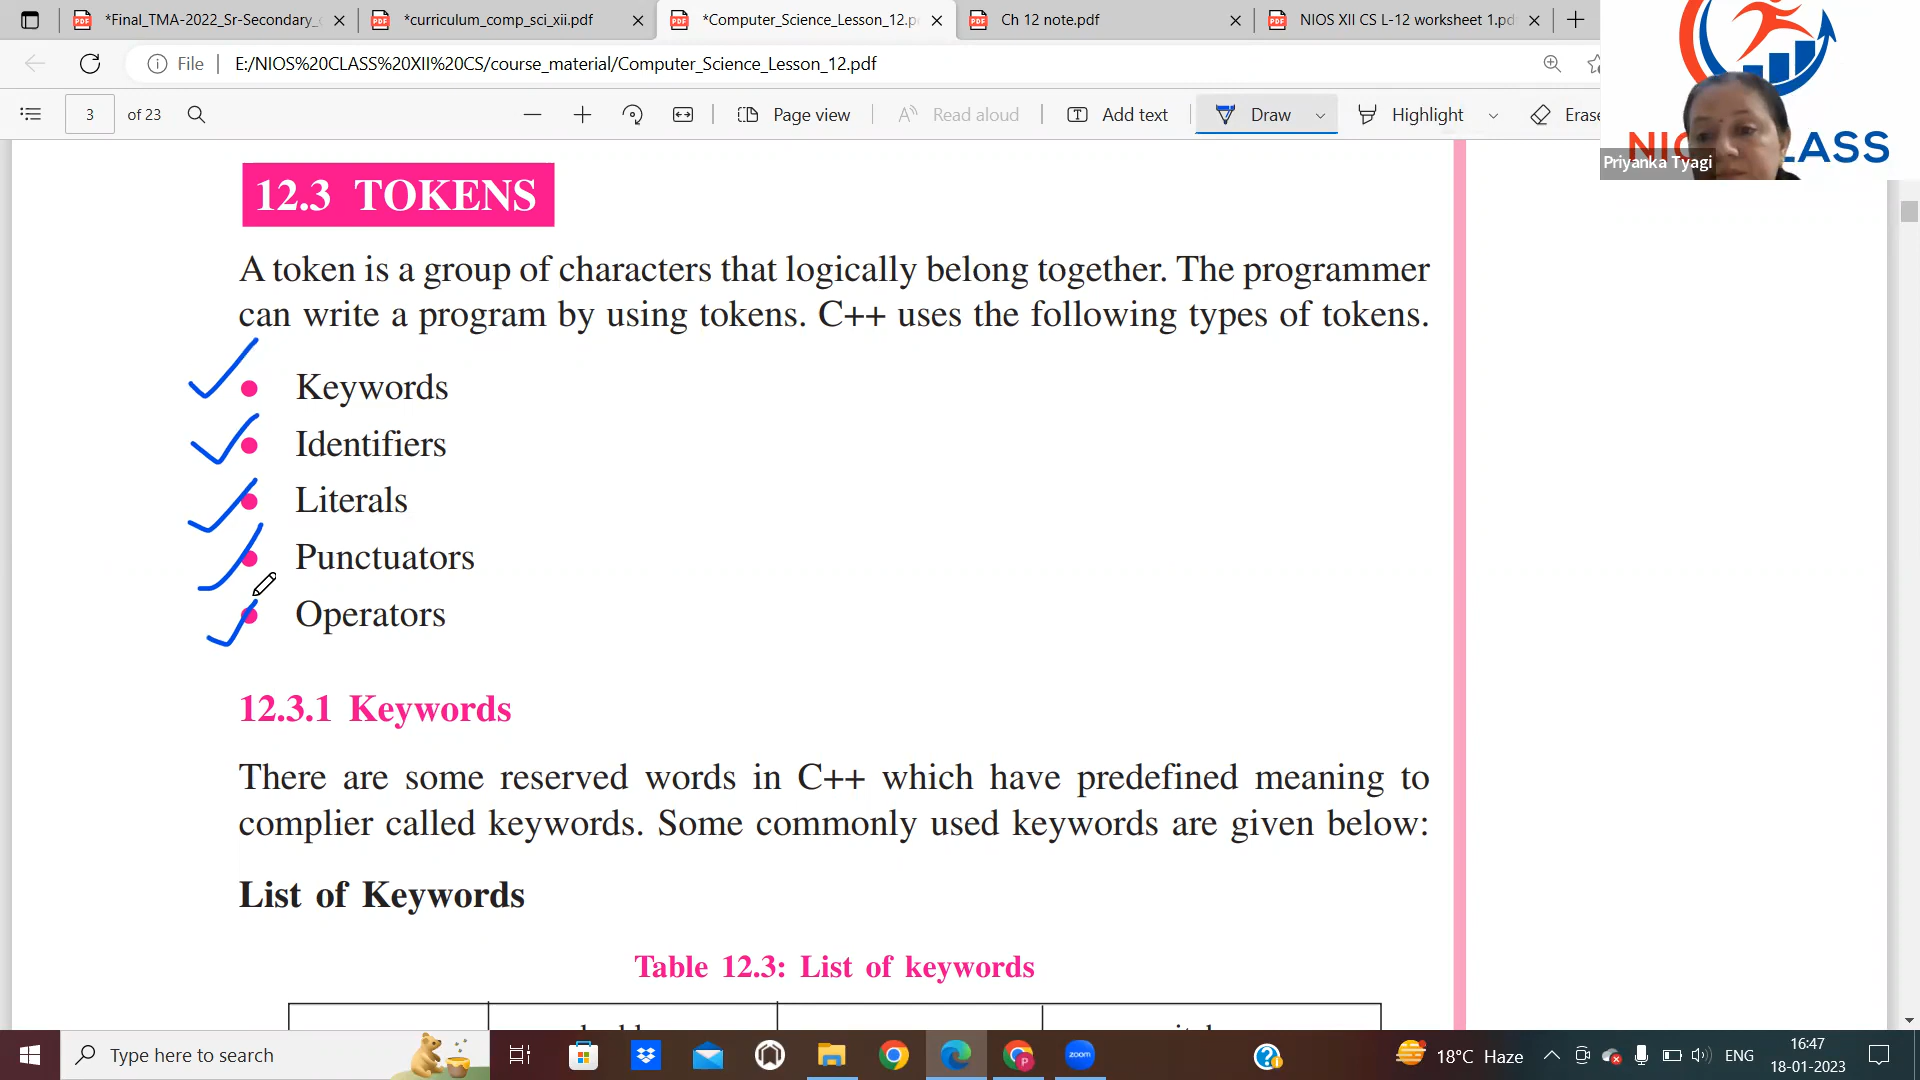 *Final_TMA-2022_Sr-Secondary_
*curriculum_comp_sci_xii.pdf
*Computer_Science_Lesson_12.p
Ch 12 note.pdf
NIOS XII CS L-12 worksheet 1.pd
File
E:/NIOS%20CLASS%20XII%20CS/course_material/Computer_Science_Lesson_12.pdf
3 of 23
Page view
Read aloud
Add text
Draw
Highlight
Erase
Priyanka Tyagi
LASS
12.3 TOKENS
A token is a group of characters that logically belong together. The programmer
can write a program by using tokens. C++ uses the following types of tokens.
Keywords
Identifiers
Literals
Punctuators
Operators
12.3.1 Keywords
There are some reserved words in C++ which have predefined meaning to
complier called keywords. Some commonly used keywords are given below:
List of Keywords
Table 12.3: List of keywords
Type here to search
zoom
18°C Haze
ENG
16:47
18-01-2023